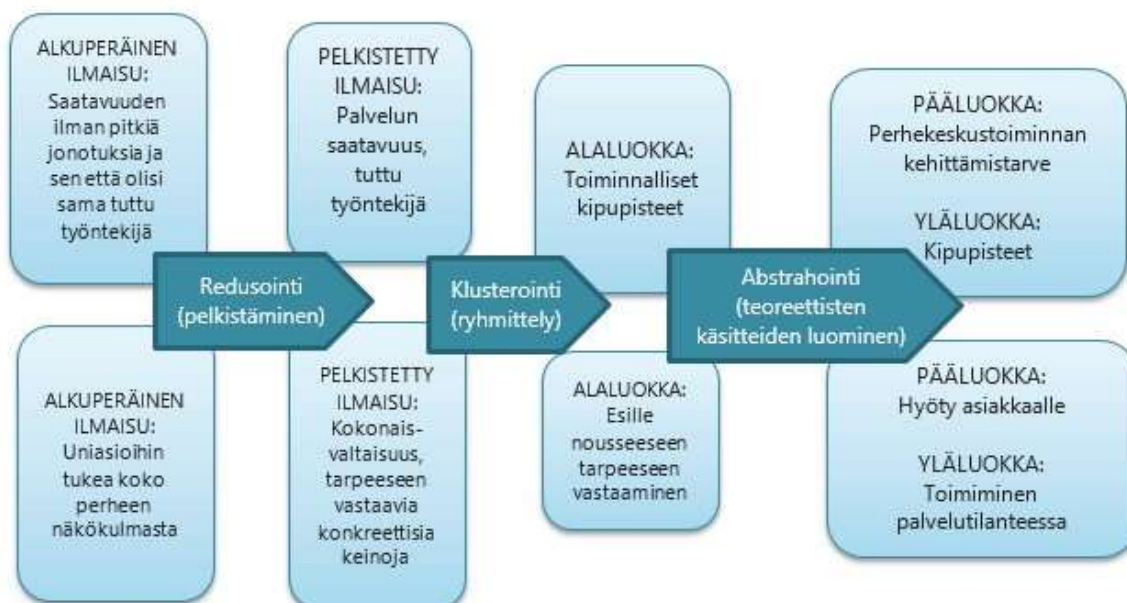 ALKUPERÄINEN
ILMAISU:
Saatavuuden
ilman pitkiä
jonotuksia ja
sen että olisi
sama tuttu
työntekijä
PELKISTETTY
ILMAISU:
Palvelun
saatavuus,
tuttu
työntekijä
ALALUOKKA:
Toiminnalliset
kipupisteet
PÄÄLUOKKA:
Perhekeskustoiminnan
kehittämistarve
YLÄLUOKKA:
Kipupisteet
Redusointi
(pelkistäminen)
Klusterointi
(ryhmittely)
Abstrahointi
(teoreettisten
käsitteiden luominen)
ALKUPERÄINEN
ILMAISU:
Uniasioihin
tukea koko
perheen
näkökulmasta
PELKISTETTY
ILMAISU:
Kokonais-
valtaisuus,
tarpeeseen
vastaavia
konkreettisia
keinoja
ALALUOKKA:
Esille
nousseeseen
tarpeeseen
vastaaminen
PÄÄLUOKKA:
Hyöty asiakkaalle
YLÄLUOKKA:
Toimiminen
palvelutilanteessa